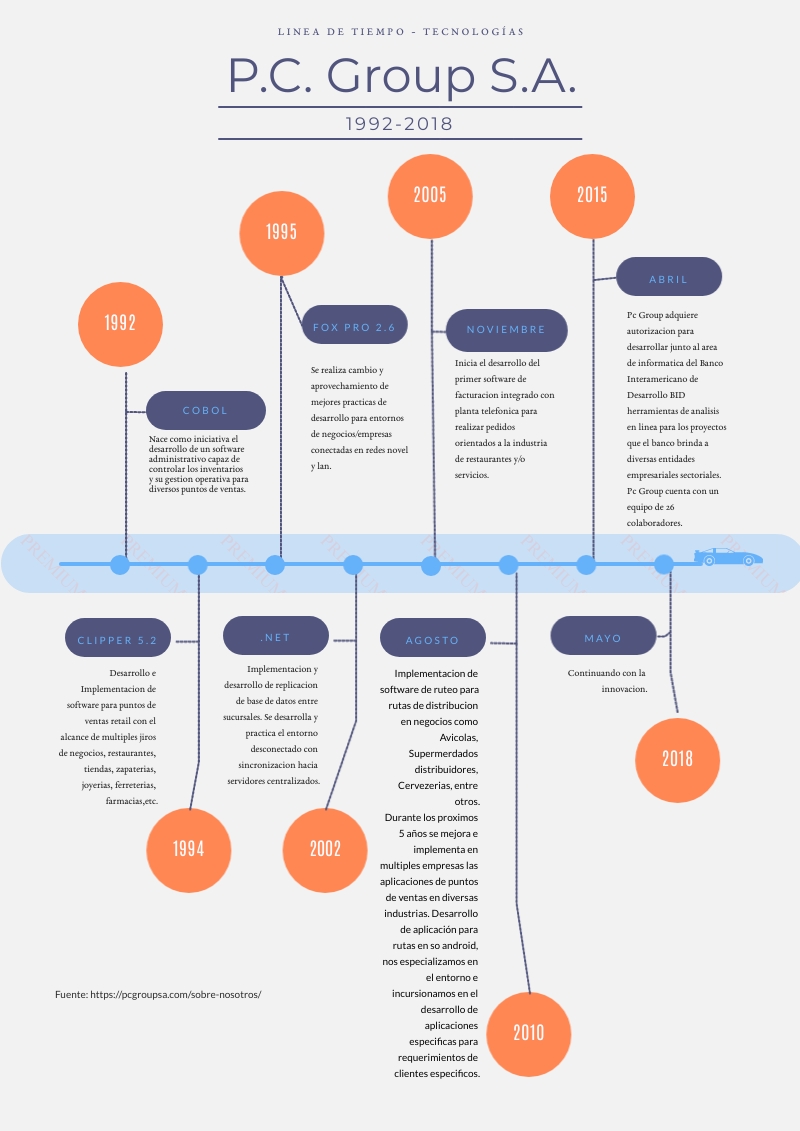 LINEA DE TIEMPO - TECNOLOGÍAS
P.C. Group S.A.
1992-2018
1992
COBOL
Nace como iniciativa el
desarollo de un software
administrativo capaz de
controlar los inventarios
y su gestion operativa para
diversos puntos de ventas.
1995
FOX PRO 2.6
Se realiza cambio y
aprovechamiento de
mejores practicas de
desarrollo para entornos
de negocios/empresas
conectadas en redes novel
y lan.
2005
NOVIEMBRE
Inicia el desarrollo del
primer software de
facturacion integrado con
planta telefonica para
realizar pedidos
orientados a la industria
de restaurantes y/o
servicios.
2015
ABRIL
Pc Group adquiere
autorizacion para
desarrollar junto al area
de informatica del Banco
Interamericano de
Desarrollo BID
herramientas de analisis
en linea para los proyectos
que el banco brinda a
diversas entidades
empresariales sectoriales.
Pc Group cuenta con un
equipo de 26
colaboradores.
PREMIUM PREMIUM PREMIUM PREMIUM PREMIUM PREMIUM PREMIUM PREMIUM
CLIPPER 5.2
Desarrollo e
Implementacion de
software para puntos de
ventas retail con el
alcance de multiples jiros
de negocios, restaurantes,
tiendas, zapaterias,
joyerias, ferreterias,
farmacias,etc.
1994
.NET
Implementacion y
desarrollo de replicacion
de base de datos entre
sucursales. Se desarrolla y
practica el entorno
desconectado con
sincronizacion hacia
servidores centralizados.
2002
AGOSTO
Implementacion de
software de ruteo para
rutas de distribucion
en negocios como
Avicolas,
Supermerdados
distribuidores,
Cervezerias, entre
otros.
Durante los proximos
5 años se mejora e
implementa en
multiples empresas las
aplicaciones de puntos
de ventas en diversas
industrias. Desarrollo
de aplicación para
rutas en so android,
nos especializamos en
el entorno e
incursionamos en el
desarrollo de
aplicaciones
especificas para
requerimientos de
clientes especificos.
2010
MAYO
Continuando con la
innovacion.
2018
Fuente: https://pcgroupsa.com/sobre-nosotros/